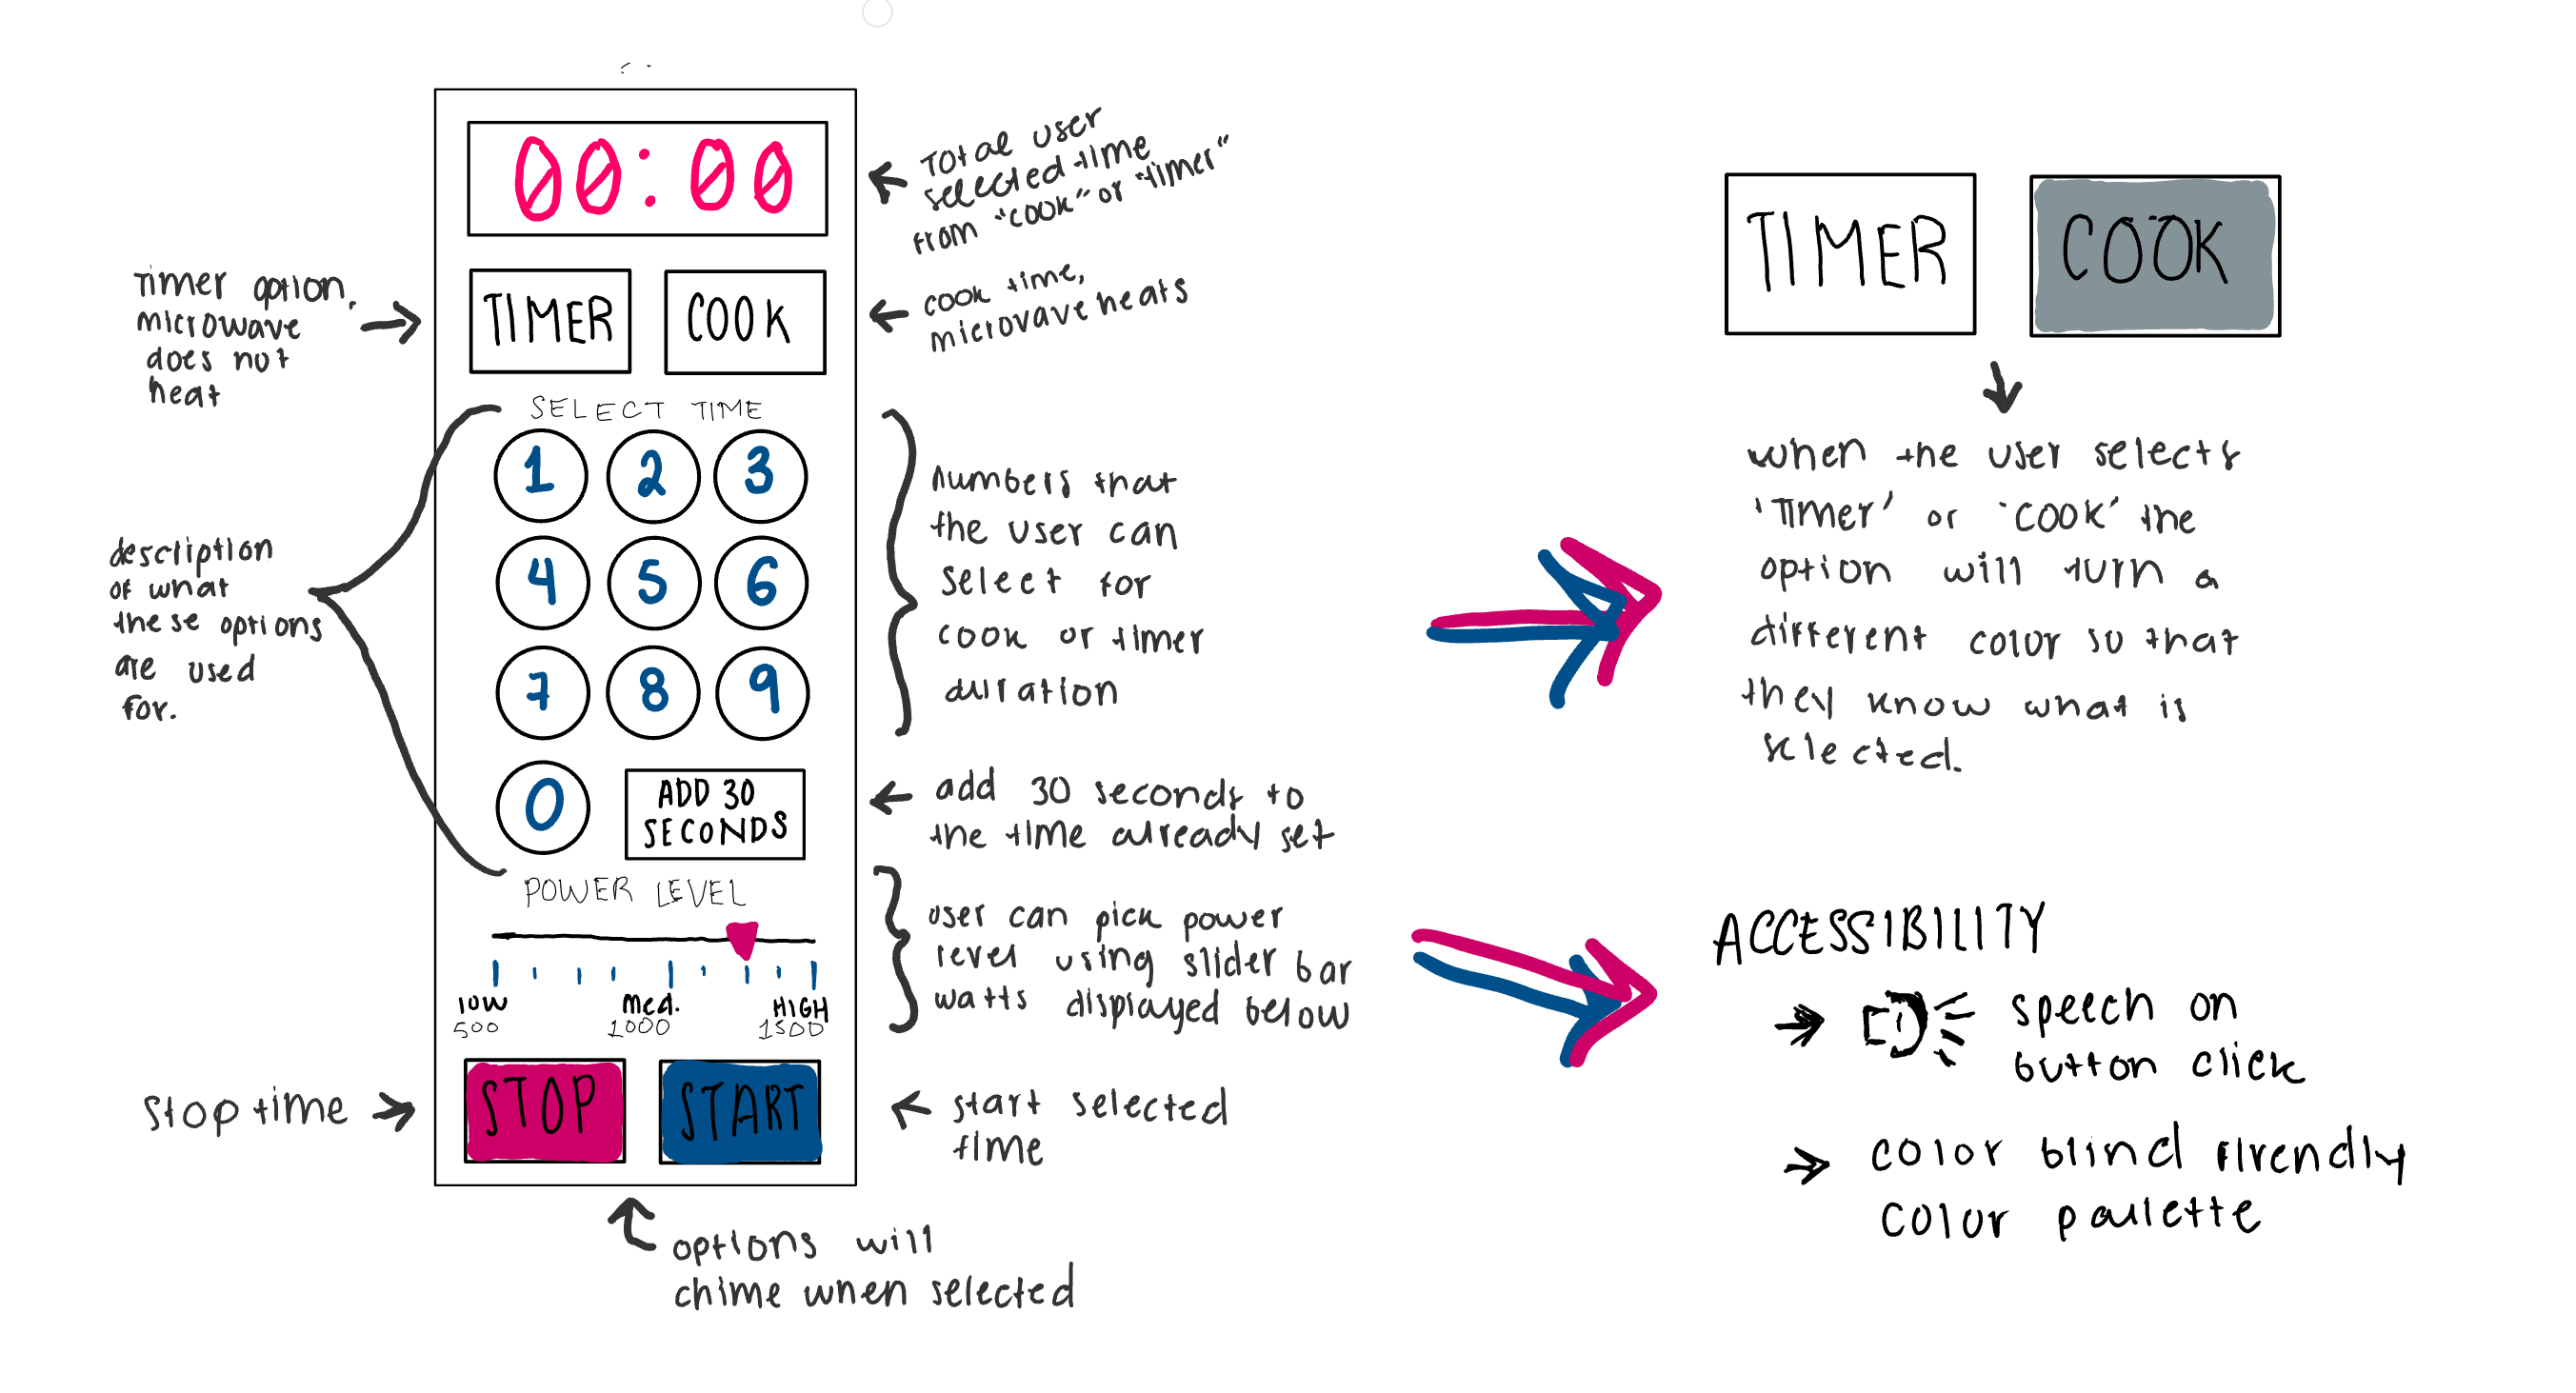 00:00
TIMER
COOK
SELECT TIME
1 2 3
4 5 6
7 8 9
0
ADD 30
SECONDS
POWER LEVEL
low
med.
HIGH
500
1000
1500
STOP
START
Timer option,
microwave
does not
heat
description
of what
these options
are used
for.
Stop time
Total user
selected time
from "cook" or "timer"
cook time,
microvave heats
numbers that
the user can
select for
cook or timer
duration
add 30 seconds to
the time already set
user can pick power
level using slider bar
watts displayed below
start selected
time
options will
chime when selected
TIMER
COOK
when the user selects
'Timer' or 'COOK' the
option will turn a
different color so that
they know what is
selected.
ACCESSIBILITY
speech on
button click
color blind firendly
color pallette